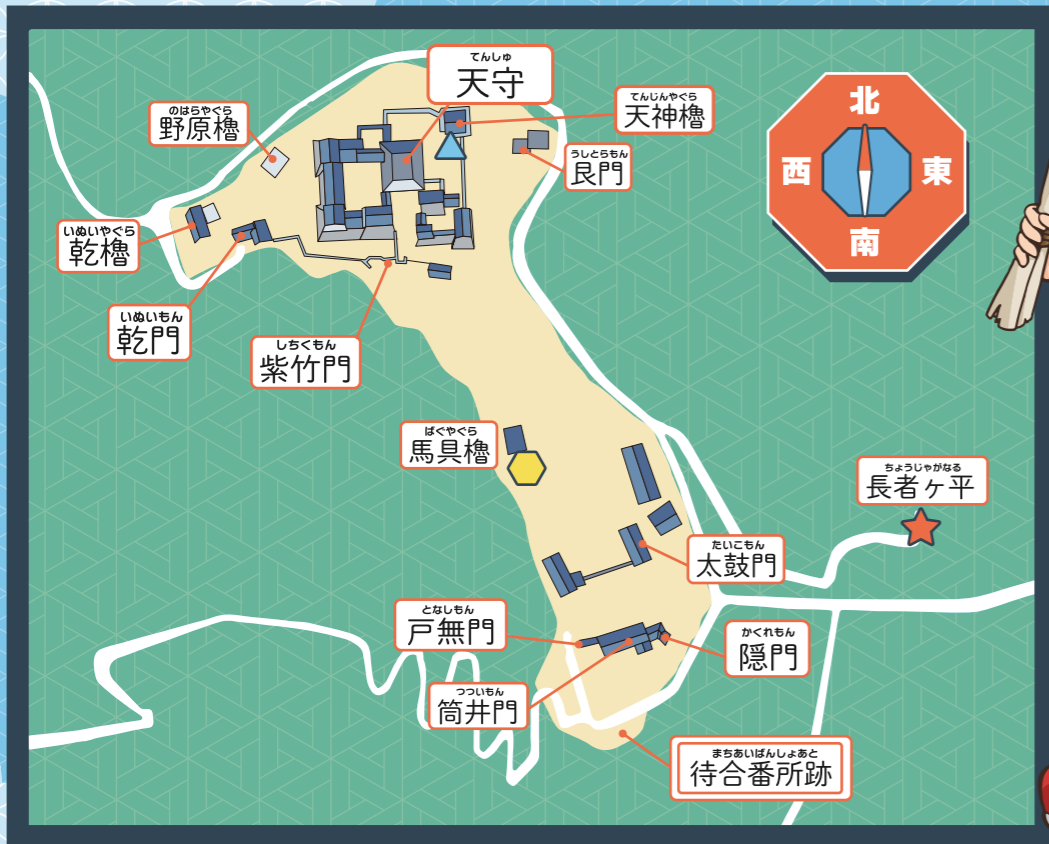 てんしゅ
天守
てんじんやぐら
天神櫓
のはらやぐら
野原櫓
うしとらもん
艮門
北
西
東
南
いぬいやぐら
乾櫓
いぬいもん
乾門
しちくもん
紫竹門
ばぐやぐら
馬具櫓
ちょうじゃがなる
長者ヶ平
たいこもん
太鼓門
となしもん
戸無門
かくれもん
隠門
つついもん
筒井門
まちあいばんしょあと
待合番所跡